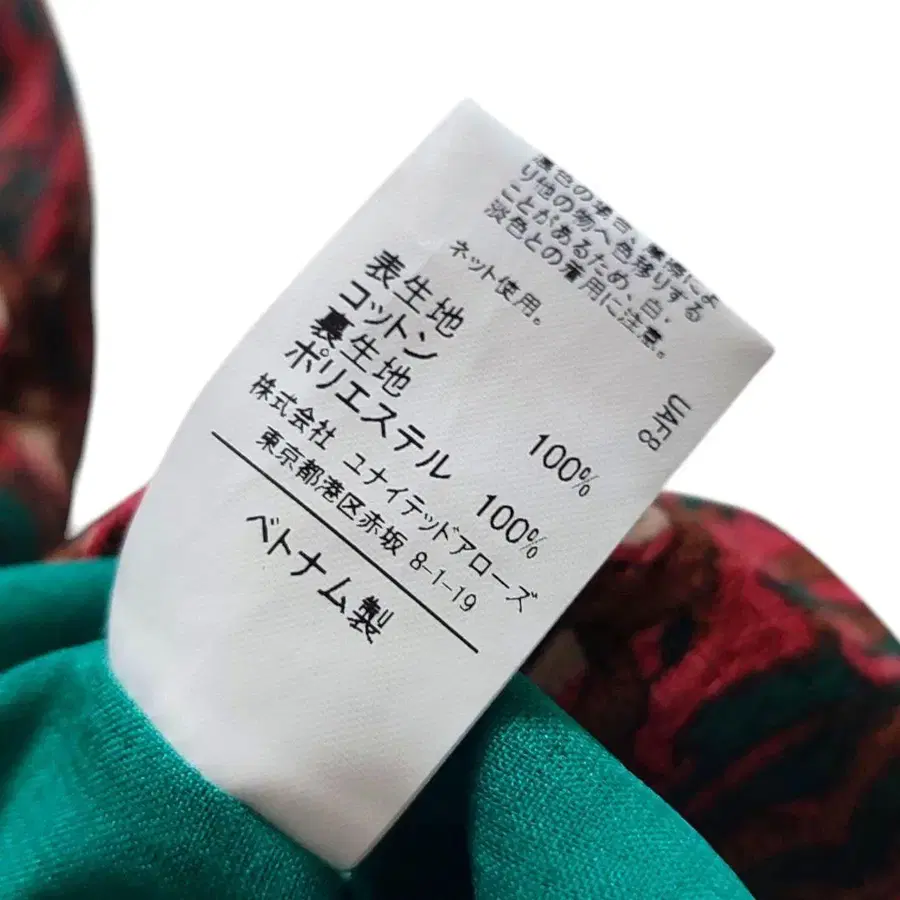 濃色の場合、摩擦によ
り他の物へ色移りする
ことがあるため、白・
淡色との着用に注意。
ネット使用。
UAF8
表生地
コットン 100%
裏生地
ポリエステル 100%
株式会社 ユナイテッドアローズ
東京都港区赤坂 8-1-19
ベトナム製